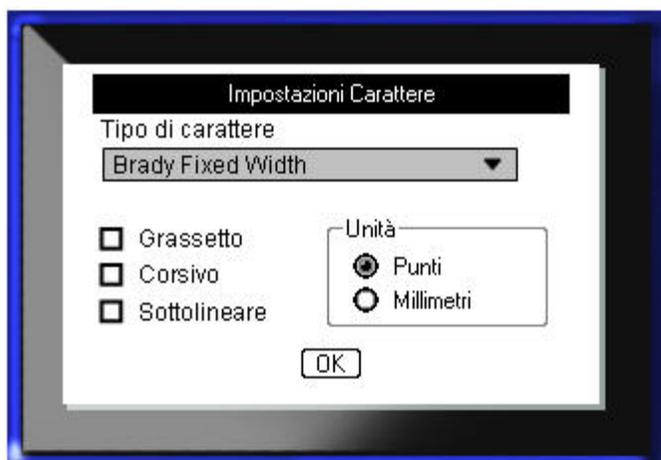 Impostazioni Carattere
Tipo di carattere
Brady Fixed Width
Grassetto
Corsivo
Sottolineare
Unità
Punti
Millimetri
OK